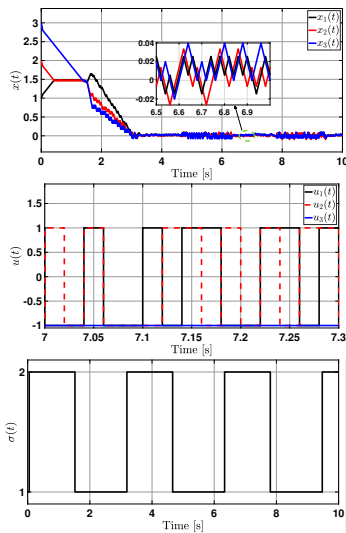 x(t)
3
2.5
2
1.5
1
0.5
0
0 2 4 6 8 10
Time [s]
x₁(t)
x₂(t)
x₃(t)
0.04
0.02
0
-0.02
6.5 6.6 6.7 6.8 6.9
u(t)
1.5
1
0.5
0
-0.5
-1
7 7.05 7.1 7.15 7.2 7.25 7.3
Time [s]
u₁(t)
u₂(t)
u₃(t)
σ(t)
2
1
0 2 4 6 8 10
Time [s]